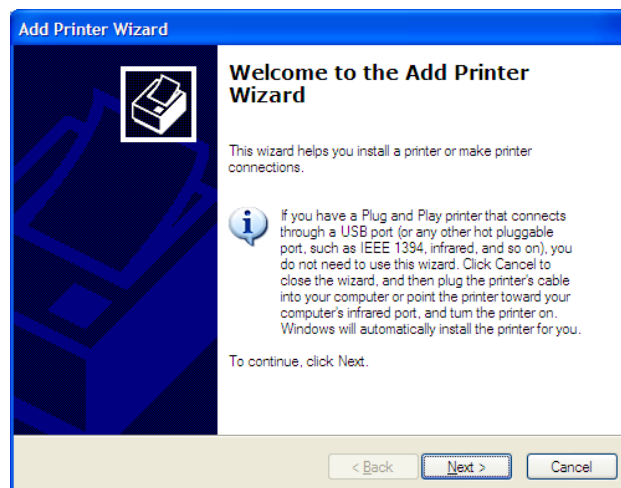 Add Printer Wizard
Welcome to the Add Printer
Wizard
This wizard helps you install a printer or make printer
connections.
If you have a Plug and Play printer that connects
through a USB port (or any other hot pluggable
port, such as IEEE 1394, infrared, and so on), you
do not need to use this wizard. Click Cancel to
close the wizard, and then plug the printer's cable
into your computer or point the printer toward your
computer's infrared port, and turn the printer on.
Windows will automatically install the printer for you.
To continue, click Next.
< Back Next > Cancel